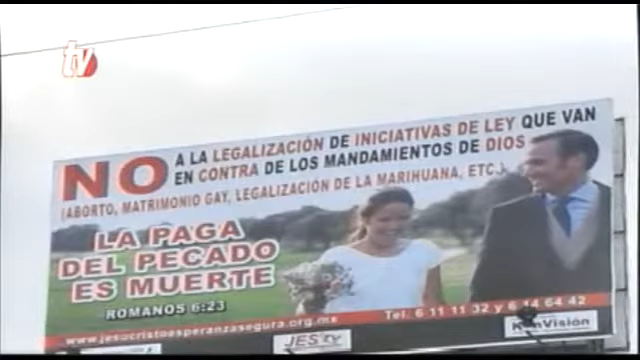 tv
NO A LA LEGALIZACIÓN DE INICIATIVAS DE LEY QUE VAN
EN CONTRA DE LOS MANDAMIENTOS DE DIOS
(ABORTO, MATRIMONIO GAY, LEGALIZACIÓN DE LA MARIHUANA, ETC.)
LA PAGA
DEL PECADO
ES MUERTE
ROMANOS 6:23
www.jesucristoesperanzasegura.org.mx Tel. 6 11 11 32 y 6 14 64 42
JES tv